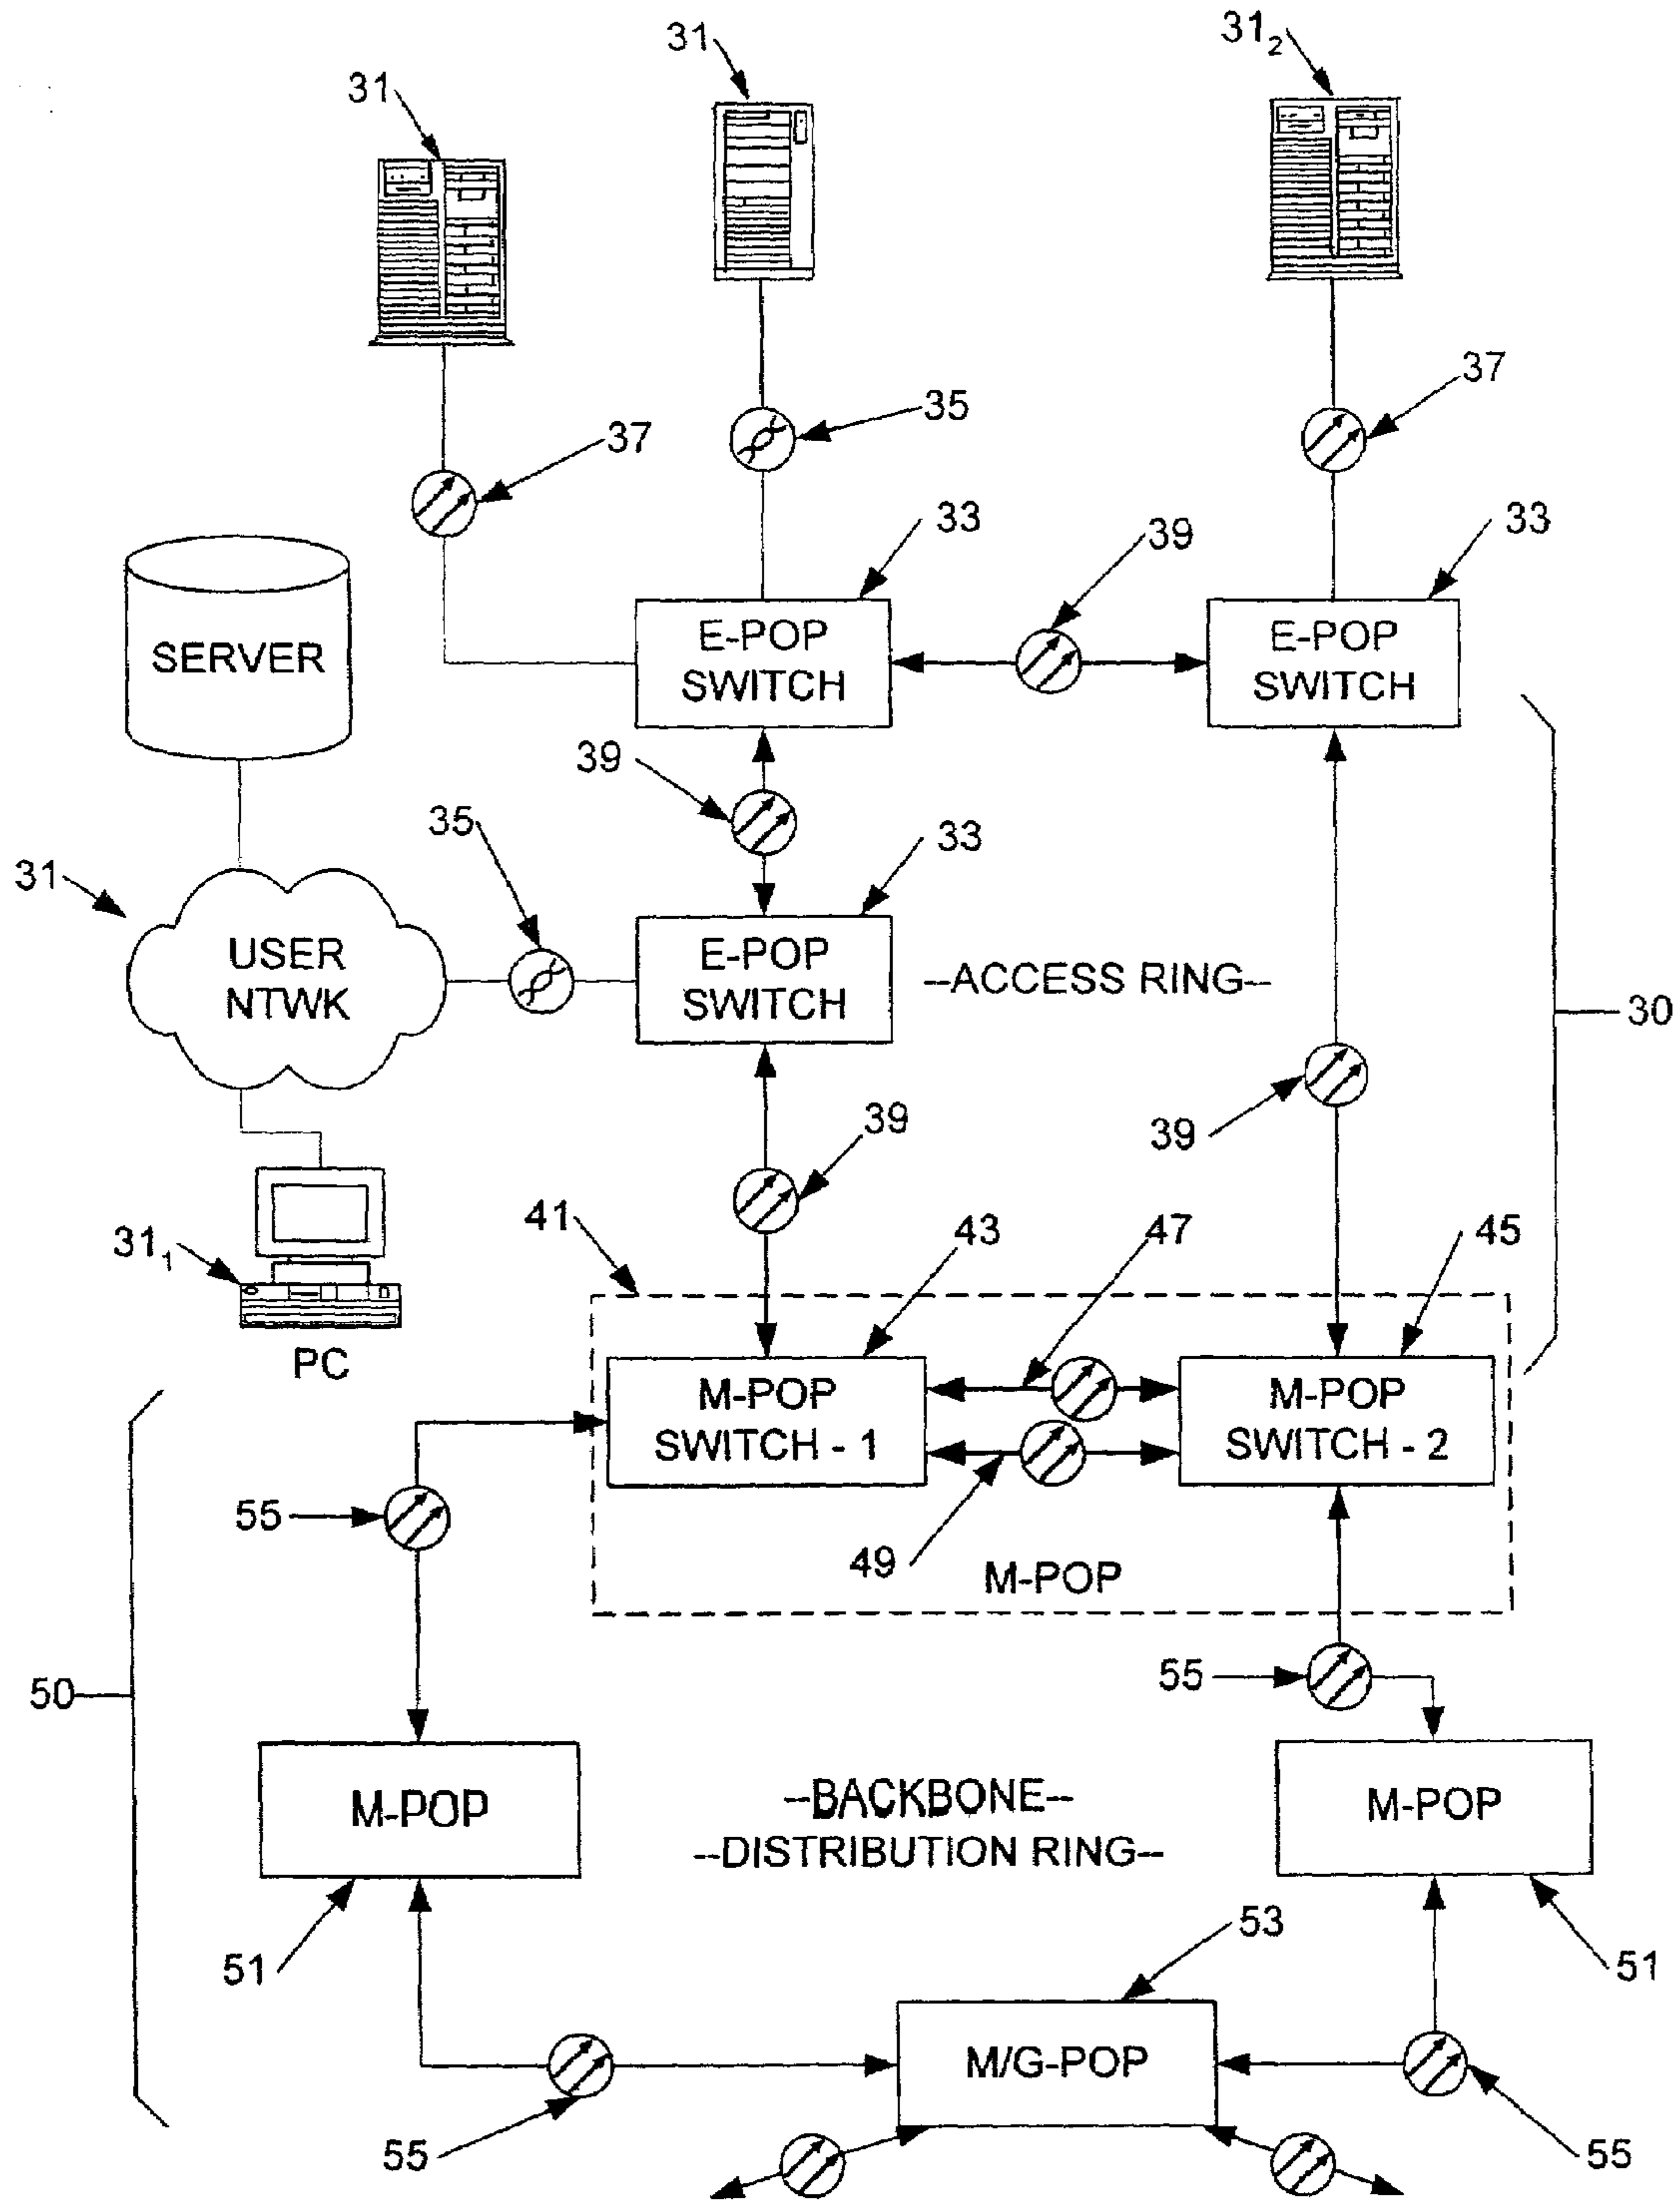 31
31
31₂
37
35
37
33
39
33
SERVER
E-POP
SWITCH
E-POP
SWITCH
39
35
33
31
USER
NTWK
E-POP
SWITCH
--ACCESS RING--
30
39
39
31₁
PC
41
43
47
45
M-POP
SWITCH - 1
M-POP
SWITCH - 2
55
49
M-POP
50
55
M-POP
--BACKBONE--
--DISTRIBUTION RING--
M-POP
51
53
51
M/G-POP
55
55